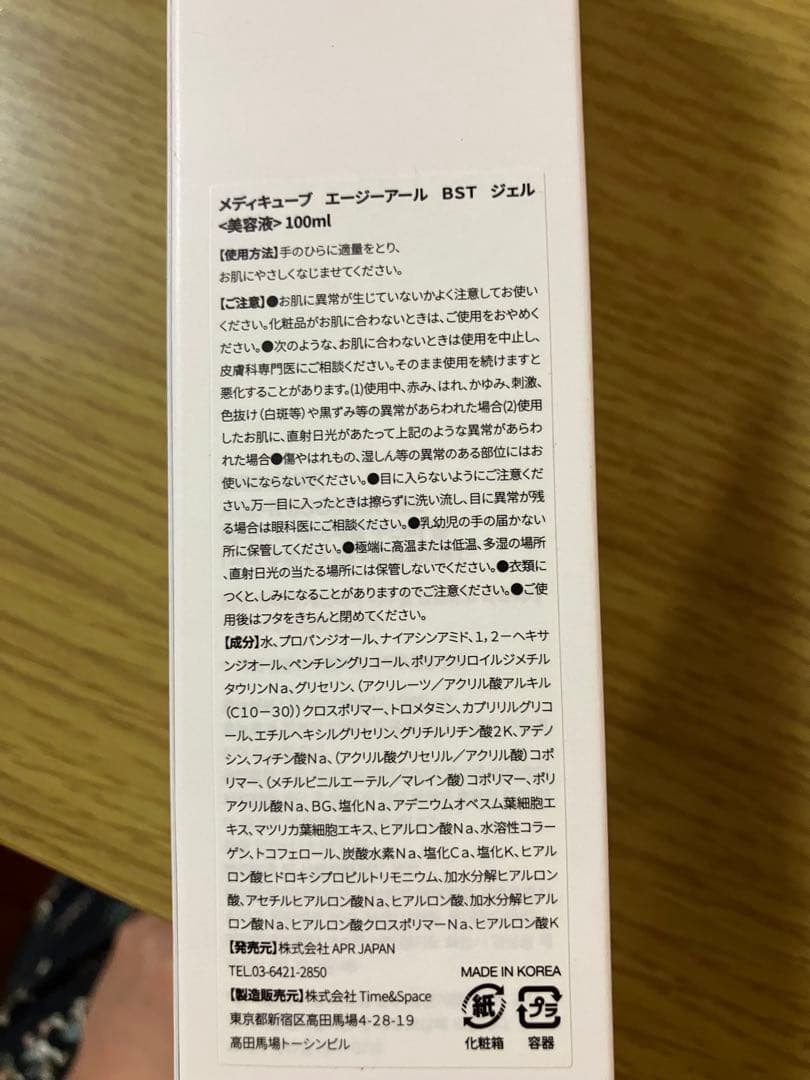 メディキューブ エージーアール BST ジェル
<美容液> 100ml
【使用方法】手のひらに適量をとり、
お肌にやさしくなじませてください。
【ご注意】●お肌に異常が生じていないかよく注意してお使い
ください。化粧品がお肌に合わないときは、ご使用をおやめく
ださい。●次のような、お肌に合わないときは使用を中止し、
皮膚科専門医にご相談ください。そのまま使用を続けますと
悪化することがあります。(1)使用中、赤み、はれ、かゆみ、刺激、
色抜け(白斑等)や黒ずみ等の異常があらわれた場合(2)使用
したお肌に、直射日光があたって上記のような異常があらわ
れた場合●傷やはれもの、湿しん等の異常のある部位にはお
使いにならないでください。●目に入らないようにご注意くだ
さい。万一目に入ったときは擦らずに洗い流し、目に異常が残
る場合は眼科医にご相談ください。●乳幼児の手の届かない
所に保管してください。●極端に高温または低温、多湿の場所
、直射日光の当たる場所には保管しないでください。●衣類に
つくと、しみになることがありますのでご注意ください。●ご使
用後はフタをきちんと閉めてください。
【成分】水、プロパンジオール、ナイアシンアミド、1,2-ヘキサ
ンジオール、ペンチレングリコール、ポリアクリロイルジメチル
タウリンNa、グリセリン、(アクリレーツ/アクリル酸アルキル
(C10-30))クロスポリマー、トロメタミン、カプリリルグリコ
ール、エチルヘキシルグリセリン、グリチルリチン酸2K、アデノ
シン、フィチン酸Na、(アクリル酸グリセリル/アクリル酸)コポ
リマー、(メチルビニルエーテル/マレイン酸)コポリマー、ポリ
アクリル酸Na、BG、塩化Na、アデニウムオベスム葉細胞エ
キス、マツリカ葉細胞エキス、ヒアルロン酸Na、水溶性コラー
ゲン、トコフェロール、炭酸水素Na、塩化Ca、塩化K、ヒアル
ロン酸ヒドロキシプロピルトリモニウム、加水分解ヒアルロン
酸、アセチルヒアルロン酸Na、ヒアルロン酸、加水分解ヒアル
ロン酸Na、ヒアルロン酸クロスポリマーNa、ヒアルロン酸K
【発売元】株式会社 APR JAPAN
TEL.03-6421-2850
【製造販売元】株式会社 Time&Space
東京都新宿区高田馬場4-28-19
高田馬場トーシンビル
MADE IN KOREA
紙 プラ
化粧箱 容器